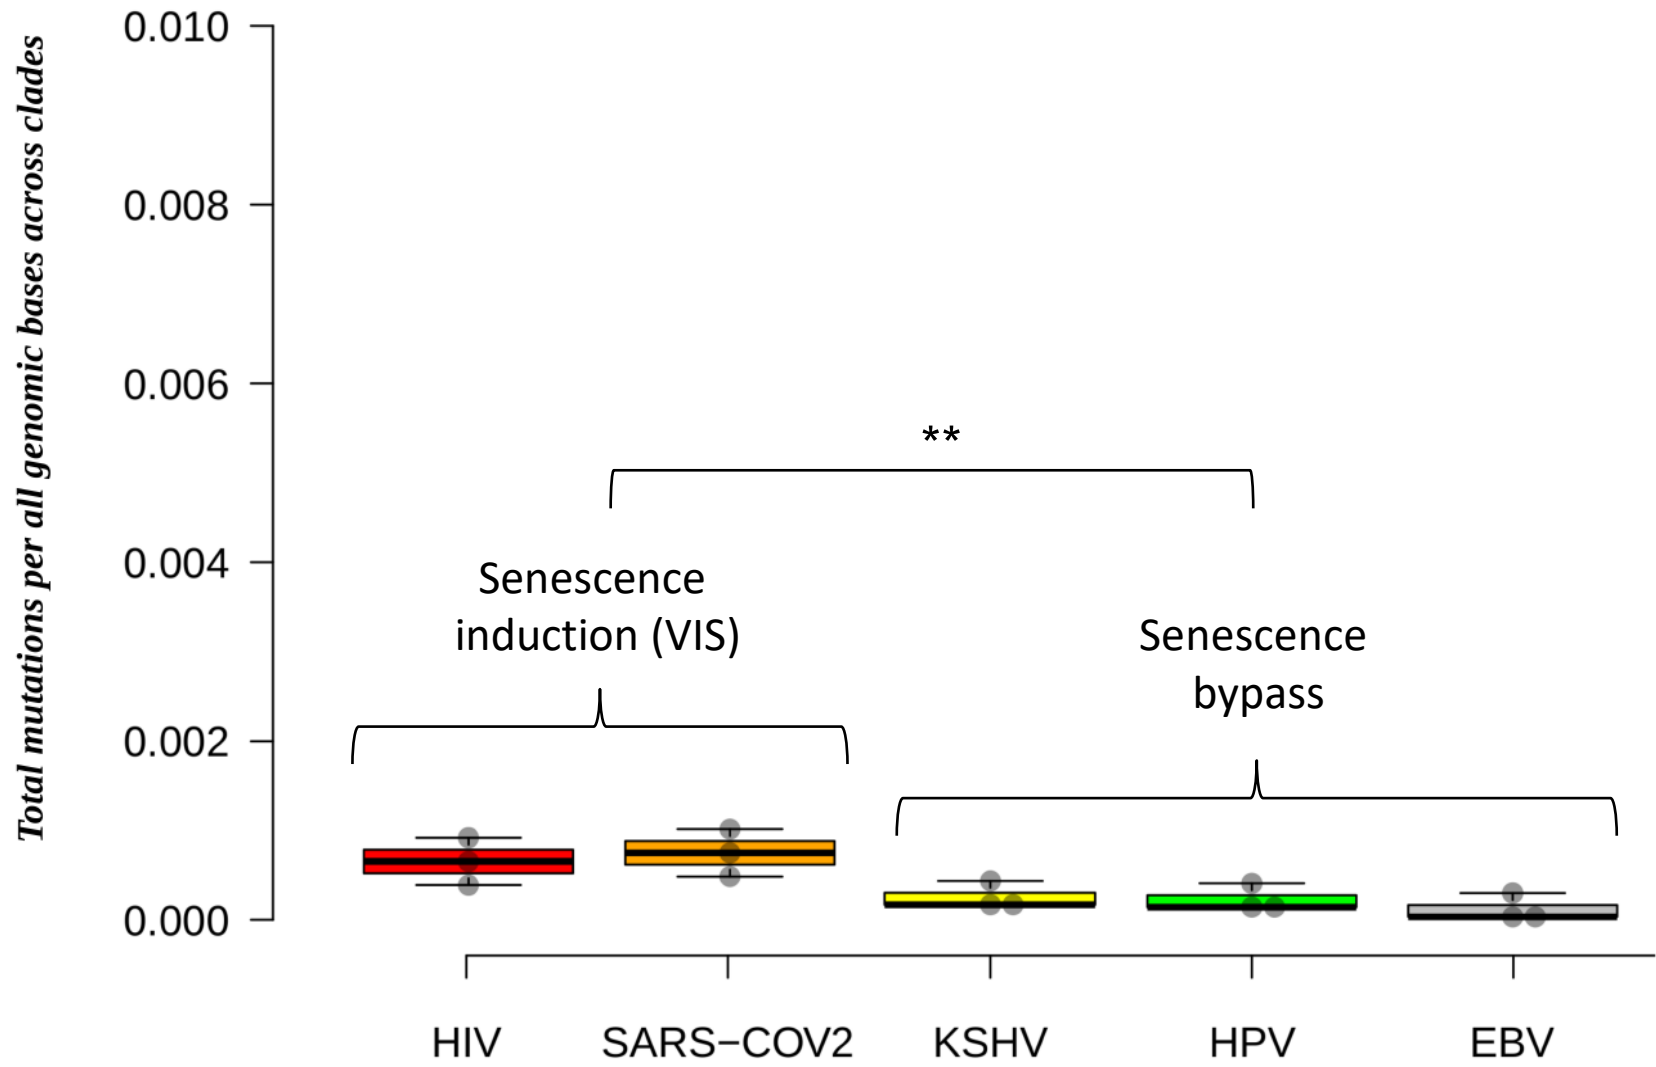 Total mutations per all genomic bases across clades
0.010
0.008
0.006
0.004
0.002
0.000
**
Senescence
induction (VIS)
Senescence
bypass
HIV
SARS−COV2
KSHV
HPV
EBV